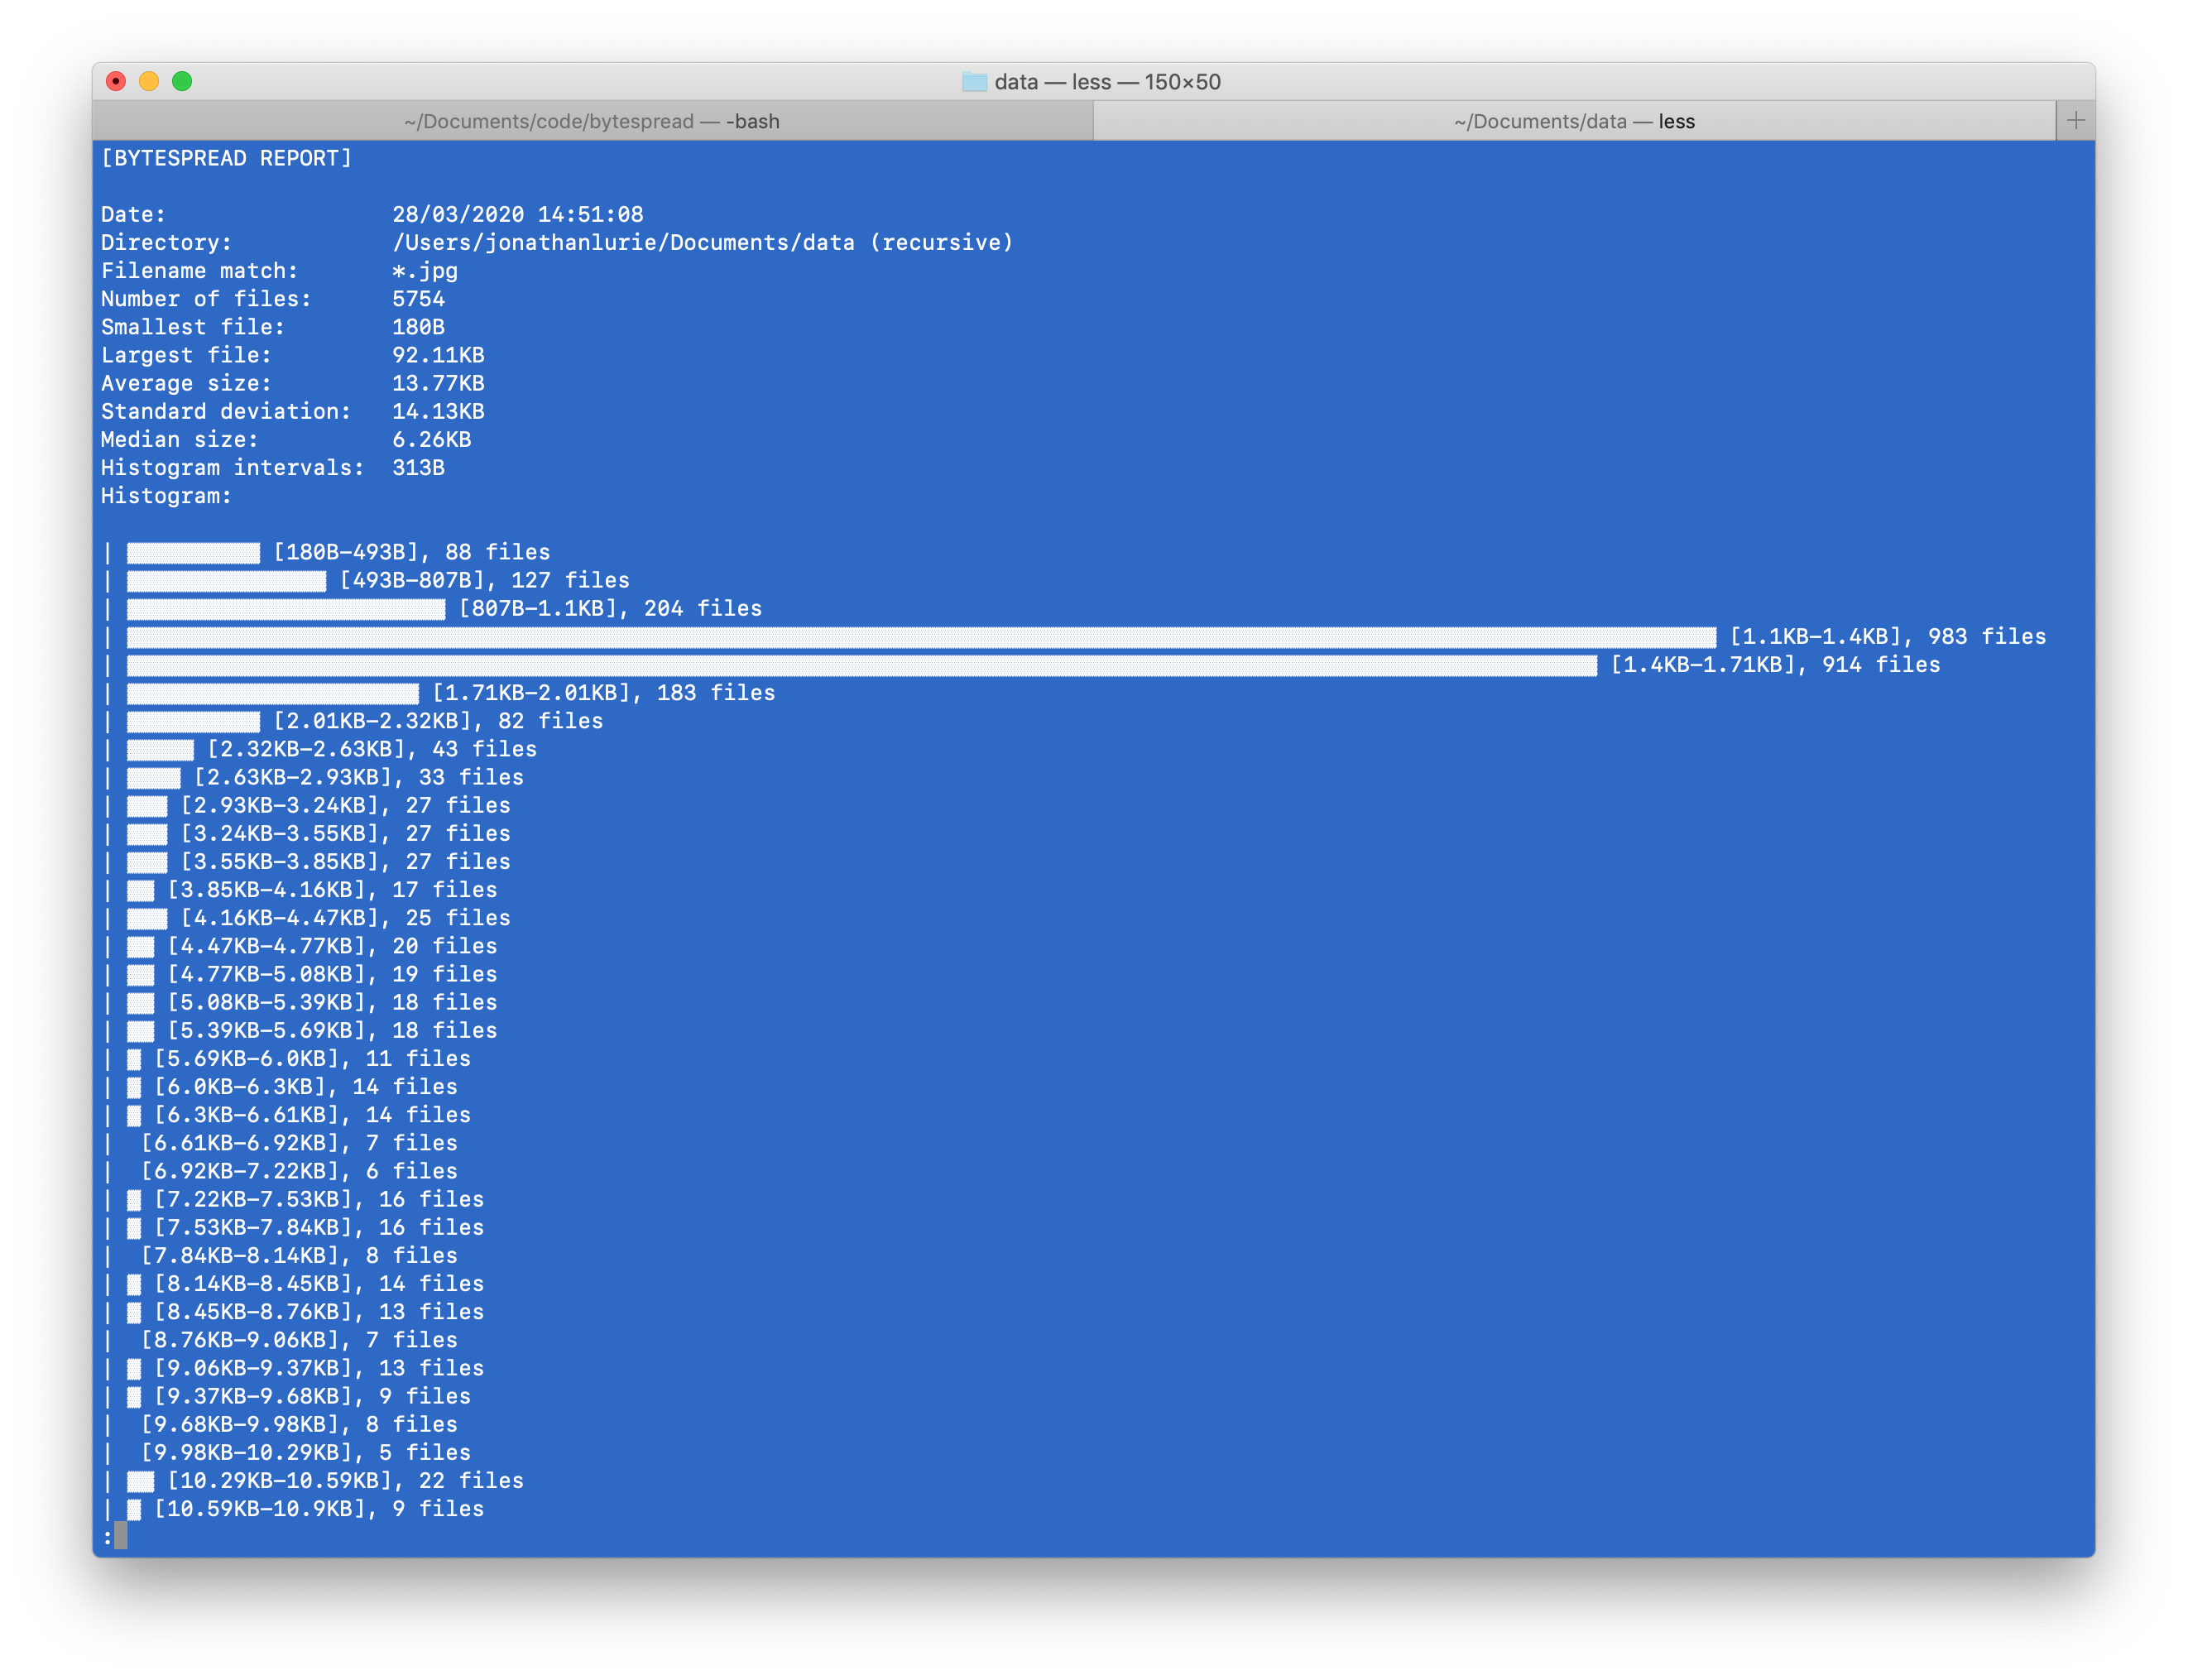 data — less — 150×50
~/Documents/code/bytespread — -bash
~/Documents/data — less
[BYTESPREAD REPORT]
Date: 28/03/2020 14:51:08
Directory: /Users/jonathanlurie/Documents/data (recursive)
Filename match: *.jpg
Number of files: 5754
Smallest file: 180B
Largest file: 92.11KB
Average size: 13.77KB
Standard deviation: 14.13KB
Median size: 6.26KB
Histogram intervals: 313B
Histogram:
| [180B-493B], 88 files
| [493B-807B], 127 files
| [807B-1.1KB], 204 files
| [1.1KB-1.4KB], 983 files
| [1.4KB-1.71KB], 914 files
| [1.71KB-2.01KB], 183 files
| [2.01KB-2.32KB], 82 files
| [2.32KB-2.63KB], 43 files
| [2.63KB-2.93KB], 33 files
| [2.93KB-3.24KB], 27 files
| [3.24KB-3.55KB], 27 files
| [3.55KB-3.85KB], 27 files
| [3.85KB-4.16KB], 17 files
| [4.16KB-4.47KB], 25 files
| [4.47KB-4.77KB], 20 files
| [4.77KB-5.08KB], 19 files
| [5.08KB-5.39KB], 18 files
| [5.39KB-5.69KB], 18 files
| [5.69KB-6.0KB], 11 files
| [6.0KB-6.3KB], 14 files
| [6.3KB-6.61KB], 14 files
| [6.61KB-6.92KB], 7 files
| [6.92KB-7.22KB], 6 files
| [7.22KB-7.53KB], 16 files
| [7.53KB-7.84KB], 16 files
| [7.84KB-8.14KB], 8 files
| [8.14KB-8.45KB], 14 files
| [8.45KB-8.76KB], 13 files
| [8.76KB-9.06KB], 7 files
| [9.06KB-9.37KB], 13 files
| [9.37KB-9.68KB], 9 files
| [9.68KB-9.98KB], 8 files
| [9.98KB-10.29KB], 5 files
| [10.29KB-10.59KB], 22 files
| [10.59KB-10.9KB], 9 files
: